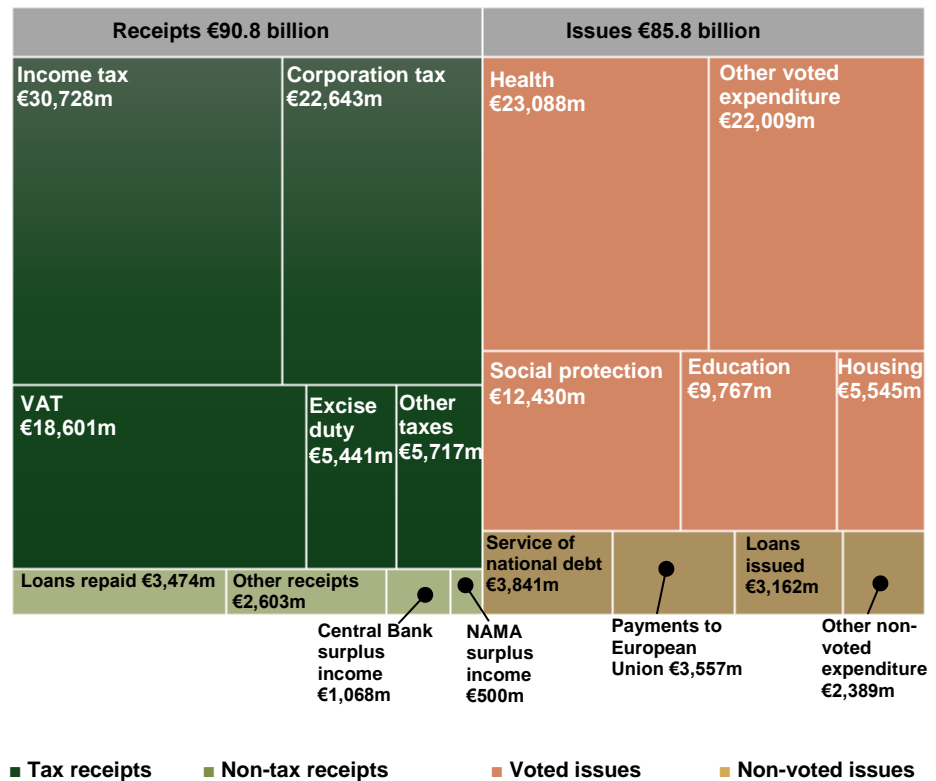 Receipts €90.8 billion
Issues €85.8 billion
Income tax
€30,728m
Corporation tax
€22,643m
Health
€23,088m
Other voted
expenditure
€22,009m
VAT
€18,601m
Excise
duty
€5,441m
Other
taxes
€5,717m
Social protection
€12,430m
Education
€9,767m
Housing
€5,545m
Loans repaid €3,474m
Other receipts
€2,603m
Central Bank
surplus
income
€1,068m
NAMA
surplus
income
€500m
Service of
national debt
€3,841m
Payments to
European
Union €3,557m
Loans
issued
€3,162m
Other non-
voted
expenditure
€2,389m
Tax receipts
Non-tax receipts
Voted issues
Non-voted issues